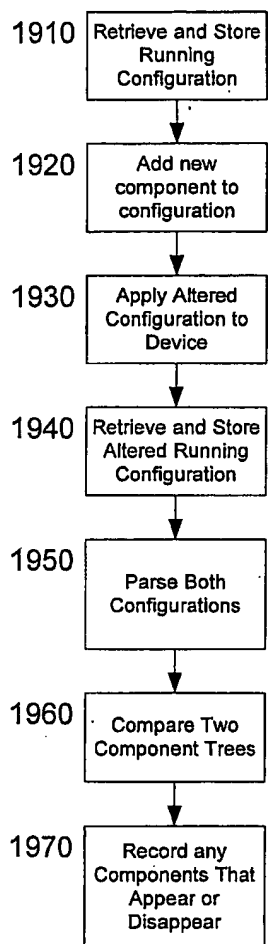 1910
Retrieve and Store
Running
Configuration
1920
Add new
component to
configuration
1930
Apply Altered
Configuration to
Device
1940
Retrieve and Store
Altered Running
Configuration
1950
Parse Both
Configurations
1960
Compare Two
Component Trees
1970
Record any
Components That
Appear or
Disappear